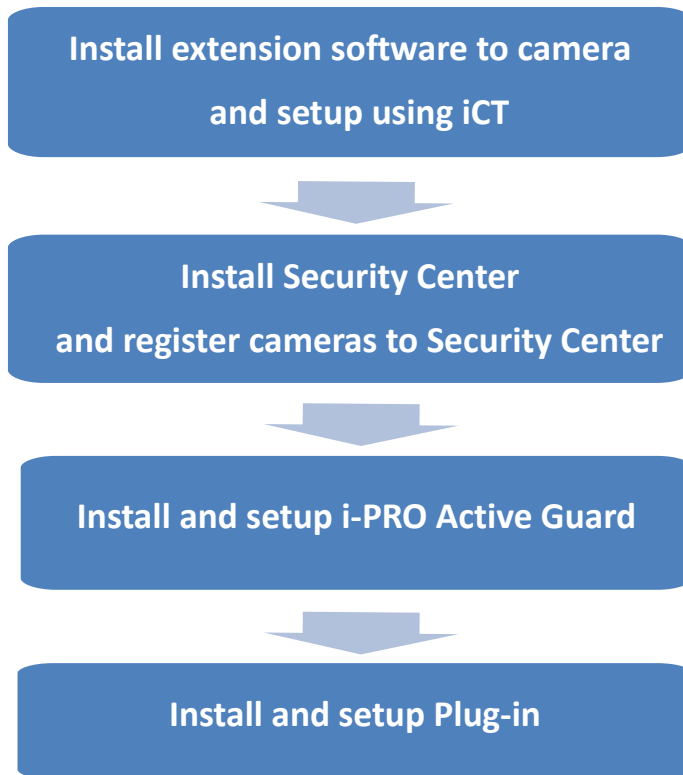 Install extension software to camera
and setup using iCT
Install Security Center
and register cameras to Security Center
Install and setup i-PRO Active Guard
Install and setup Plug-in